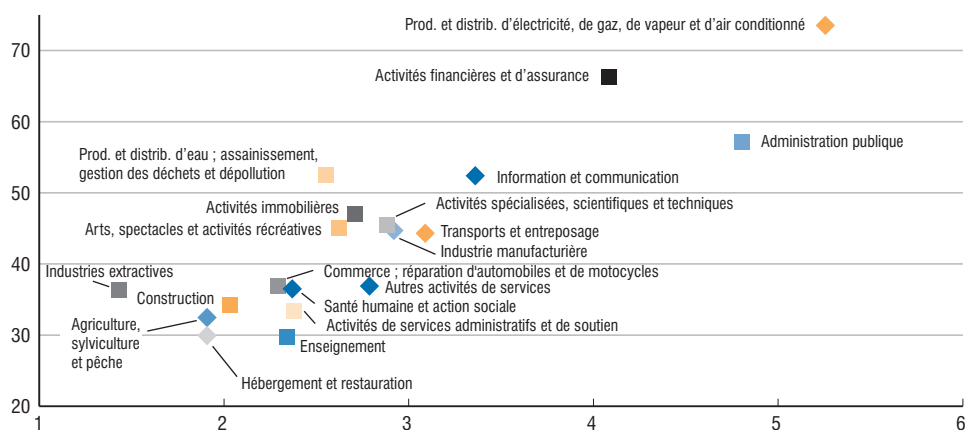 Prod. et distrib. d’électricité, de gaz, de vapeur et d’air conditionné
70
Activités financières et d’assurance
60
Administration publique
Prod. et distrib. d’eau ; assainissement,
gestion des déchets et dépollution
Information et communication
50
Activités immobilières
Activités spécialisées, scientifiques et techniques
Arts, spectacles et activités récréatives
Transports et entreposage
Industrie manufacturière
40
Industries extractives
Commerce ; réparation d'automobiles et de motocycles
Autres activités de services
Construction
Santé humaine et action sociale
Agriculture,
sylviculture
et pêche
Activités de services administratifs et de soutien
30
Enseignement
Hébergement et restauration
20
1 2 3 4 5 6